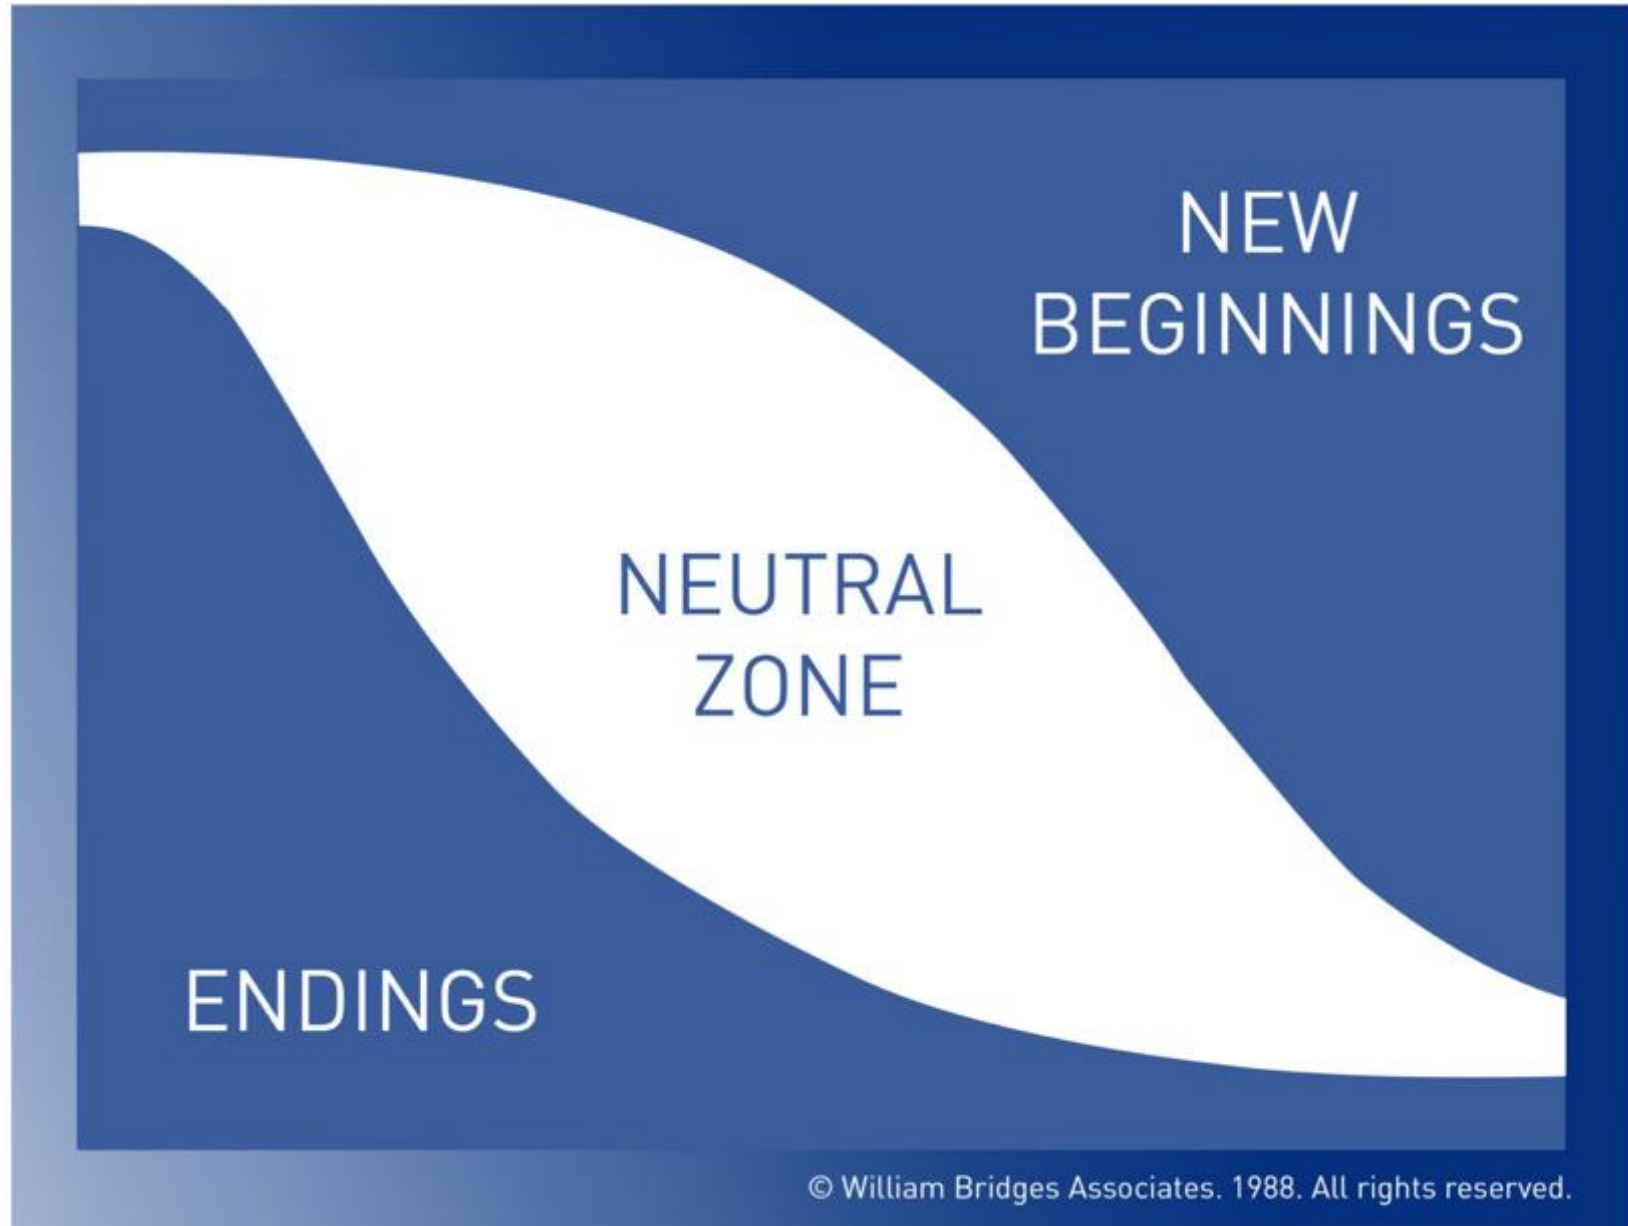 NEW
BEGINNINGS
NEUTRAL
ZONE
ENDINGS
© William Bridges Associates. 1988. All rights reserved.